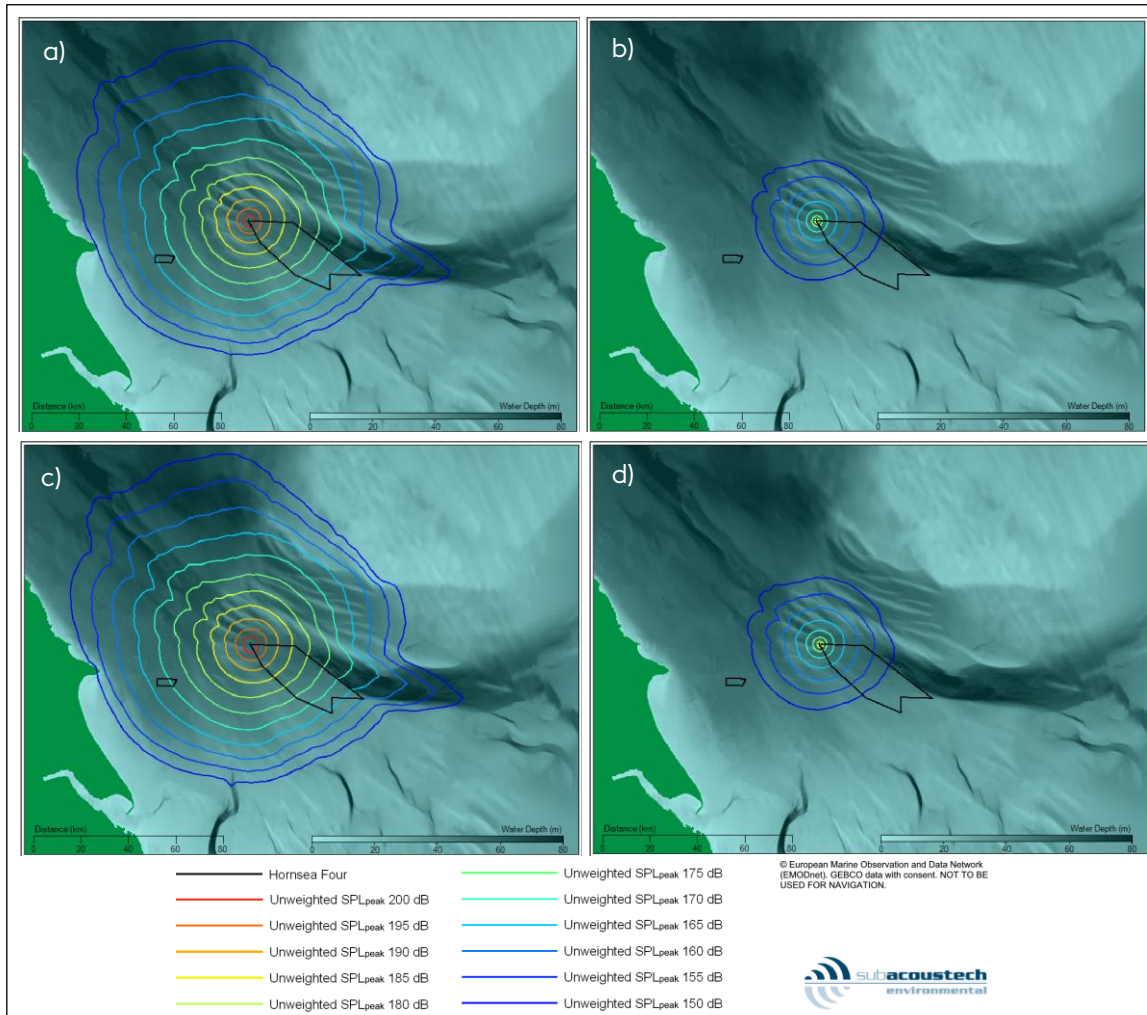 a)
b)
Distance (km)
Water Depth (m)
0 20 40 60 80
0 20 40 60 80
Distance (km)
Water Depth (m)
0 20 40 60 80
0 20 40 60 80
c)
d)
Distance (km)
Water Depth (m)
0 20 40 60 80
0 20 40 60 80
Distance (km)
Water Depth (m)
0 20 40 60 80
0 20 40 60 80
Hornsea Four
Unweighted SPLpeak 200 dB
Unweighted SPLpeak 195 dB
Unweighted SPLpeak 190 dB
Unweighted SPLpeak 185 dB
Unweighted SPLpeak 180 dB
Unweighted SPLpeak 175 dB
Unweighted SPLpeak 170 dB
Unweighted SPLpeak 165 dB
Unweighted SPLpeak 160 dB
Unweighted SPLpeak 155 dB
Unweighted SPLpeak 150 dB
© European Marine Observation and Data Network
(EMODnet). GEBCO data with consent. NOT TO BE
USED FOR NAVIGATION.
subacoustech
environmental